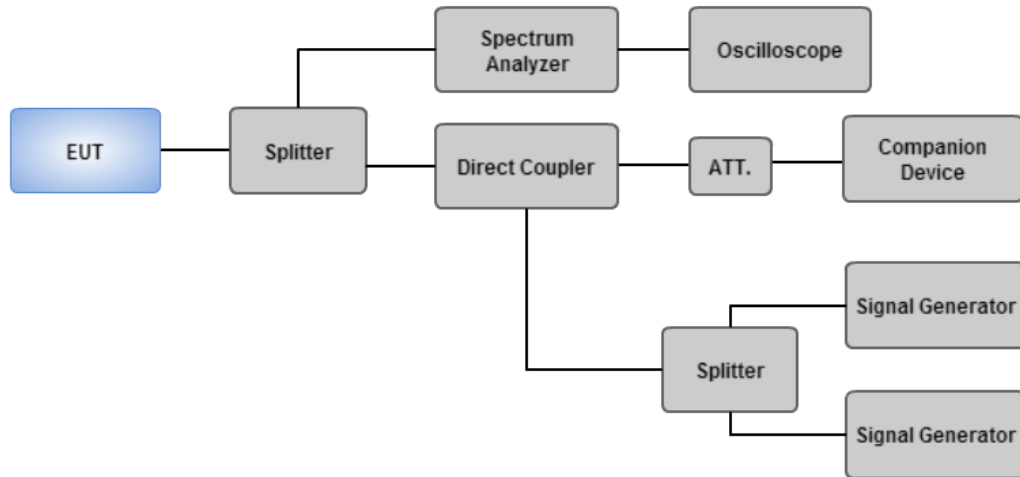 Spectrum
Analyzer
Oscilloscope
EUT
Splitter
Direct Coupler
ATT.
Companion
Device
Signal Generator
Splitter
Signal Generator